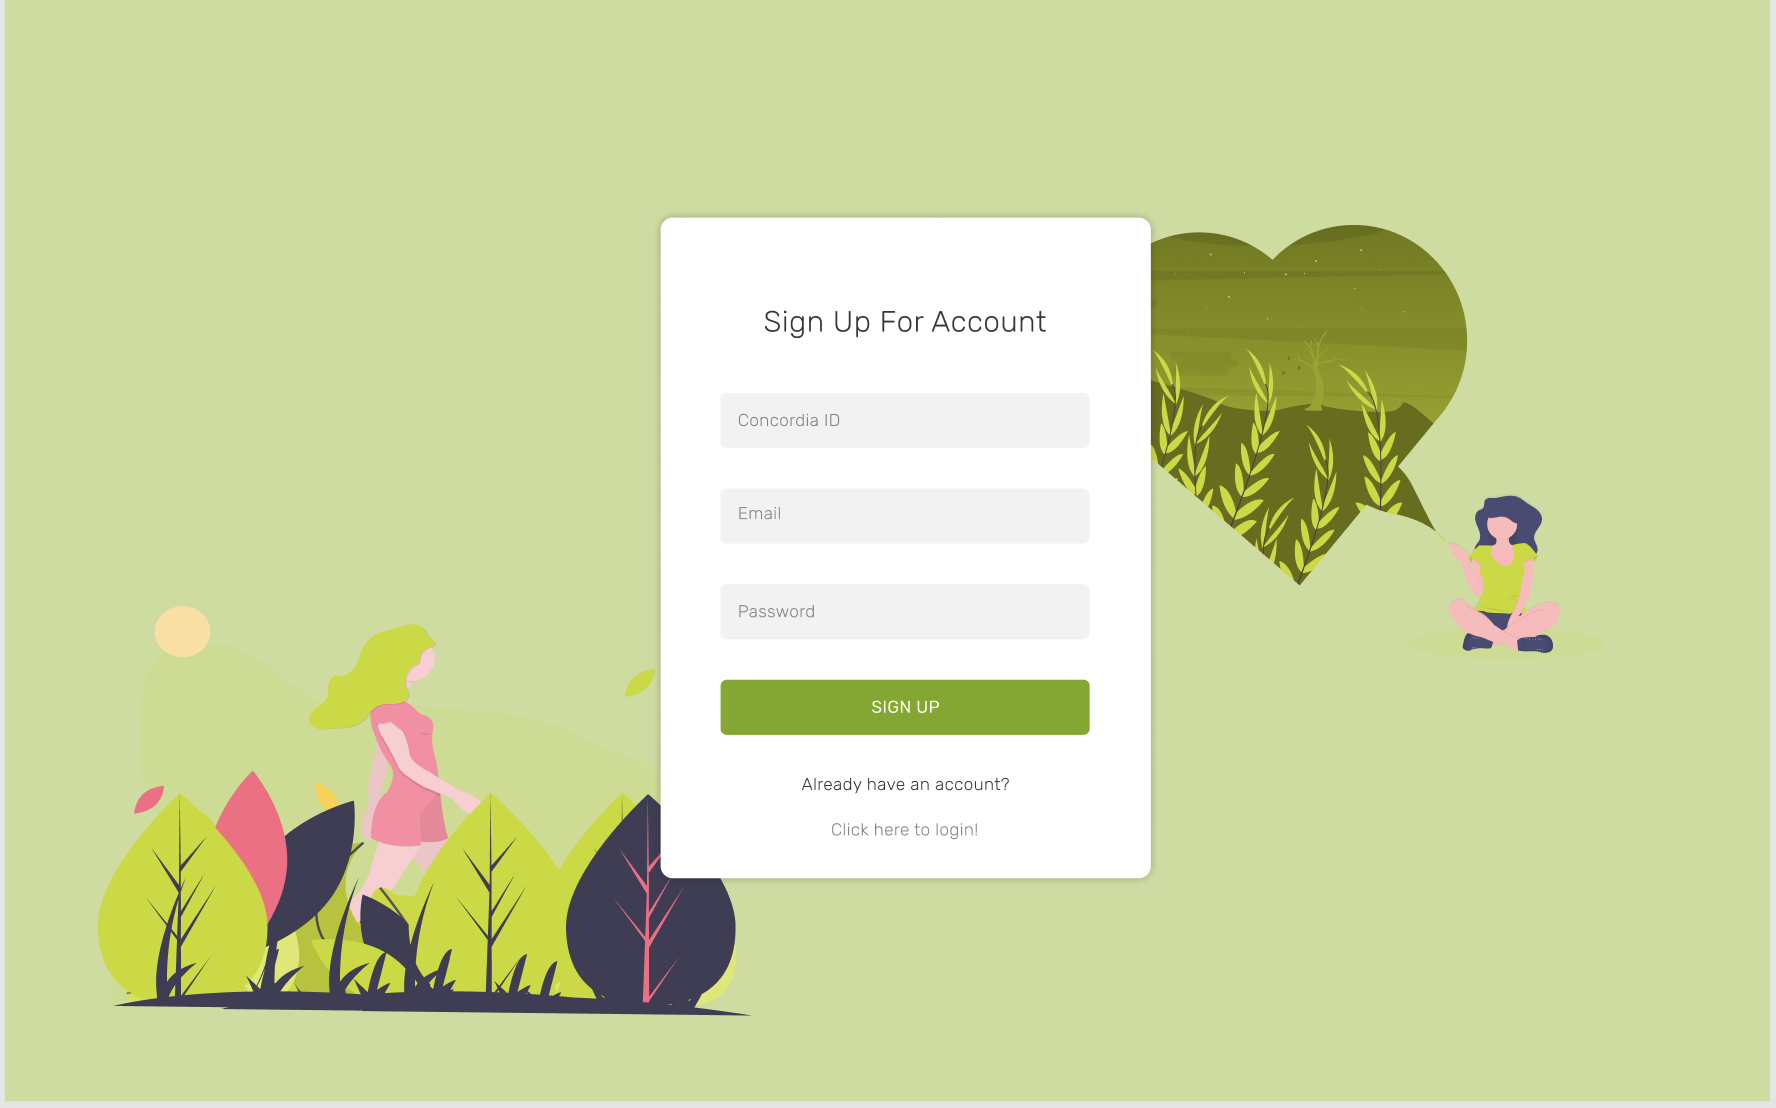 Sign Up For Account
Concordia ID
Email
Password
SIGN UP
Already have an account?
Click here to login!